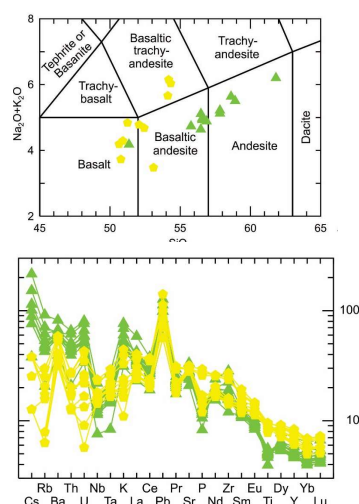 8
6
4
2
Na2O+K2O
Tephrite or
Basanite
Basaltic
trachy-
andesite
Trachy-
andesite
Trachy-
basalt
Basalt
Basaltic
andesite
Andesite
Dacite
45 50 55 60 65
SiO
100
10
Rb Th Nb K Ce Pr P Zr Eu Dy Yb
Cs Ba U Ta La Pb Sr Nd Sm Ti Y Lu